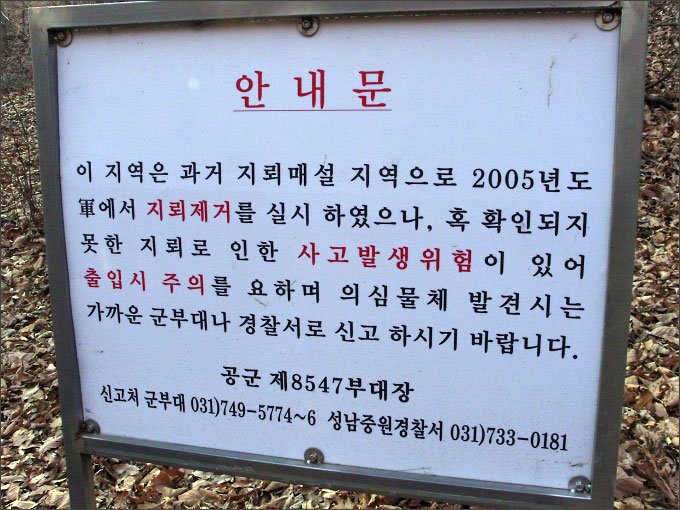 안 내 문
이 지역은 과거 지뢰매설 지역으로 2005년도
軍에서 지뢰제거를 실시 하였으나, 혹 확인되지
못한 지뢰로 인한 사고발생위험이 있어
출입시 주의를 요하며 의심물체 발견시는
가까운 군부대나 경찰서로 신고 하시기 바랍니다.
공군 제8547부대장
신고처 군부대 031)749-5774~6 성남중원경찰서 031)733-0181